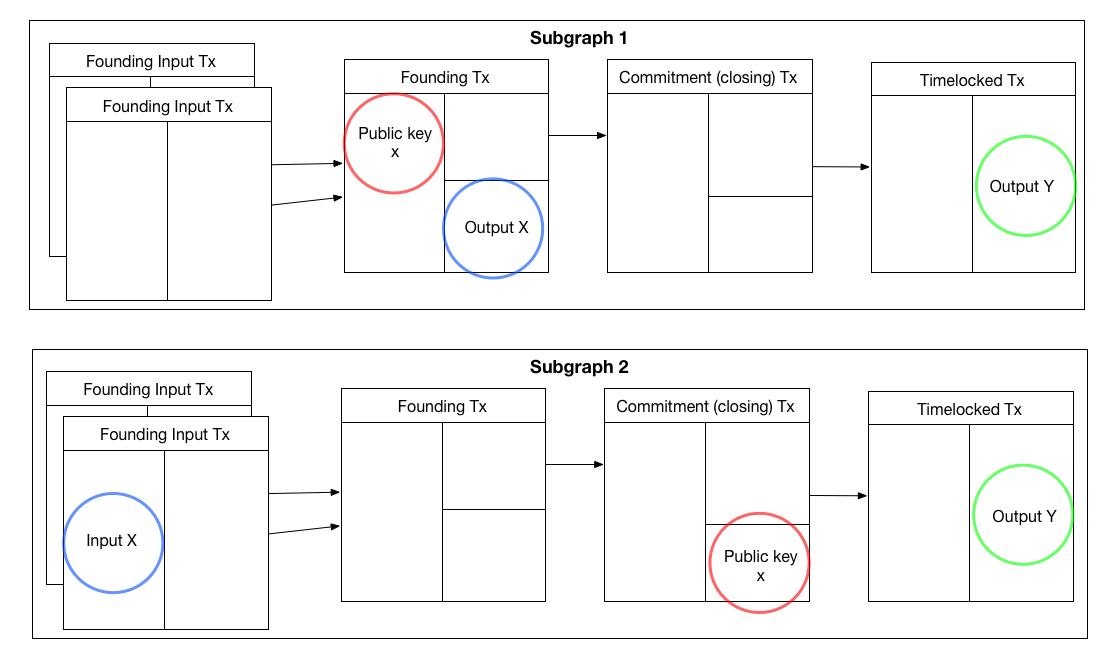 Subgraph 1
Founding Input Tx
Founding Input Tx
Founding Tx
Public key
x
Output X
Commitment (closing) Tx
Timelocked Tx
Output Y
Subgraph 2
Founding Input Tx
Founding Input Tx
Input X
Founding Tx
Commitment (closing) Tx
Public key
x
Timelocked Tx
Output Y